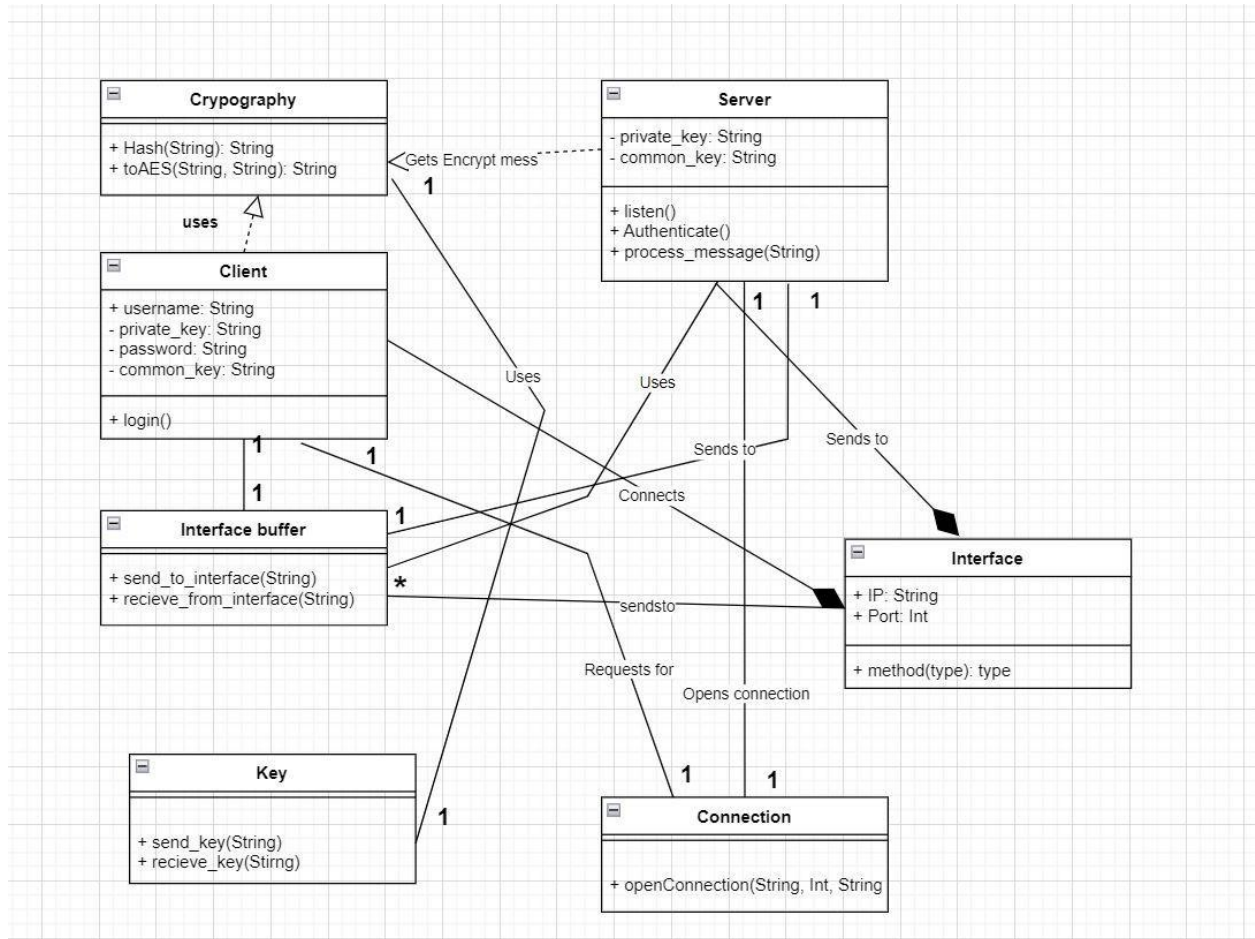 Crypography
+ Hash(String): String
+ toAES(String, String): String
Server
- private_key: String
- common_key: String
+ listen()
+ Authenticate()
+ process_message(String)
Gets Encrypt mess
1
uses
Client
+ username: String
- private_key: String
- password: String
- common_key: String
+ login()
1
1
Uses
Uses
1
1
Sends to
Sends to
Connects
1
1
Interface buffer
+ send_to_interface(String)
+ recieve_from_interface(String)
*
sendsto
Interface
+ IP: String
+ Port: Int
+ method(type): type
Requests for
Opens connection
Key
+ send_key(String)
+ recieve_key(Stirng)
1
1
1
Connection
+ openConnection(String, Int, String